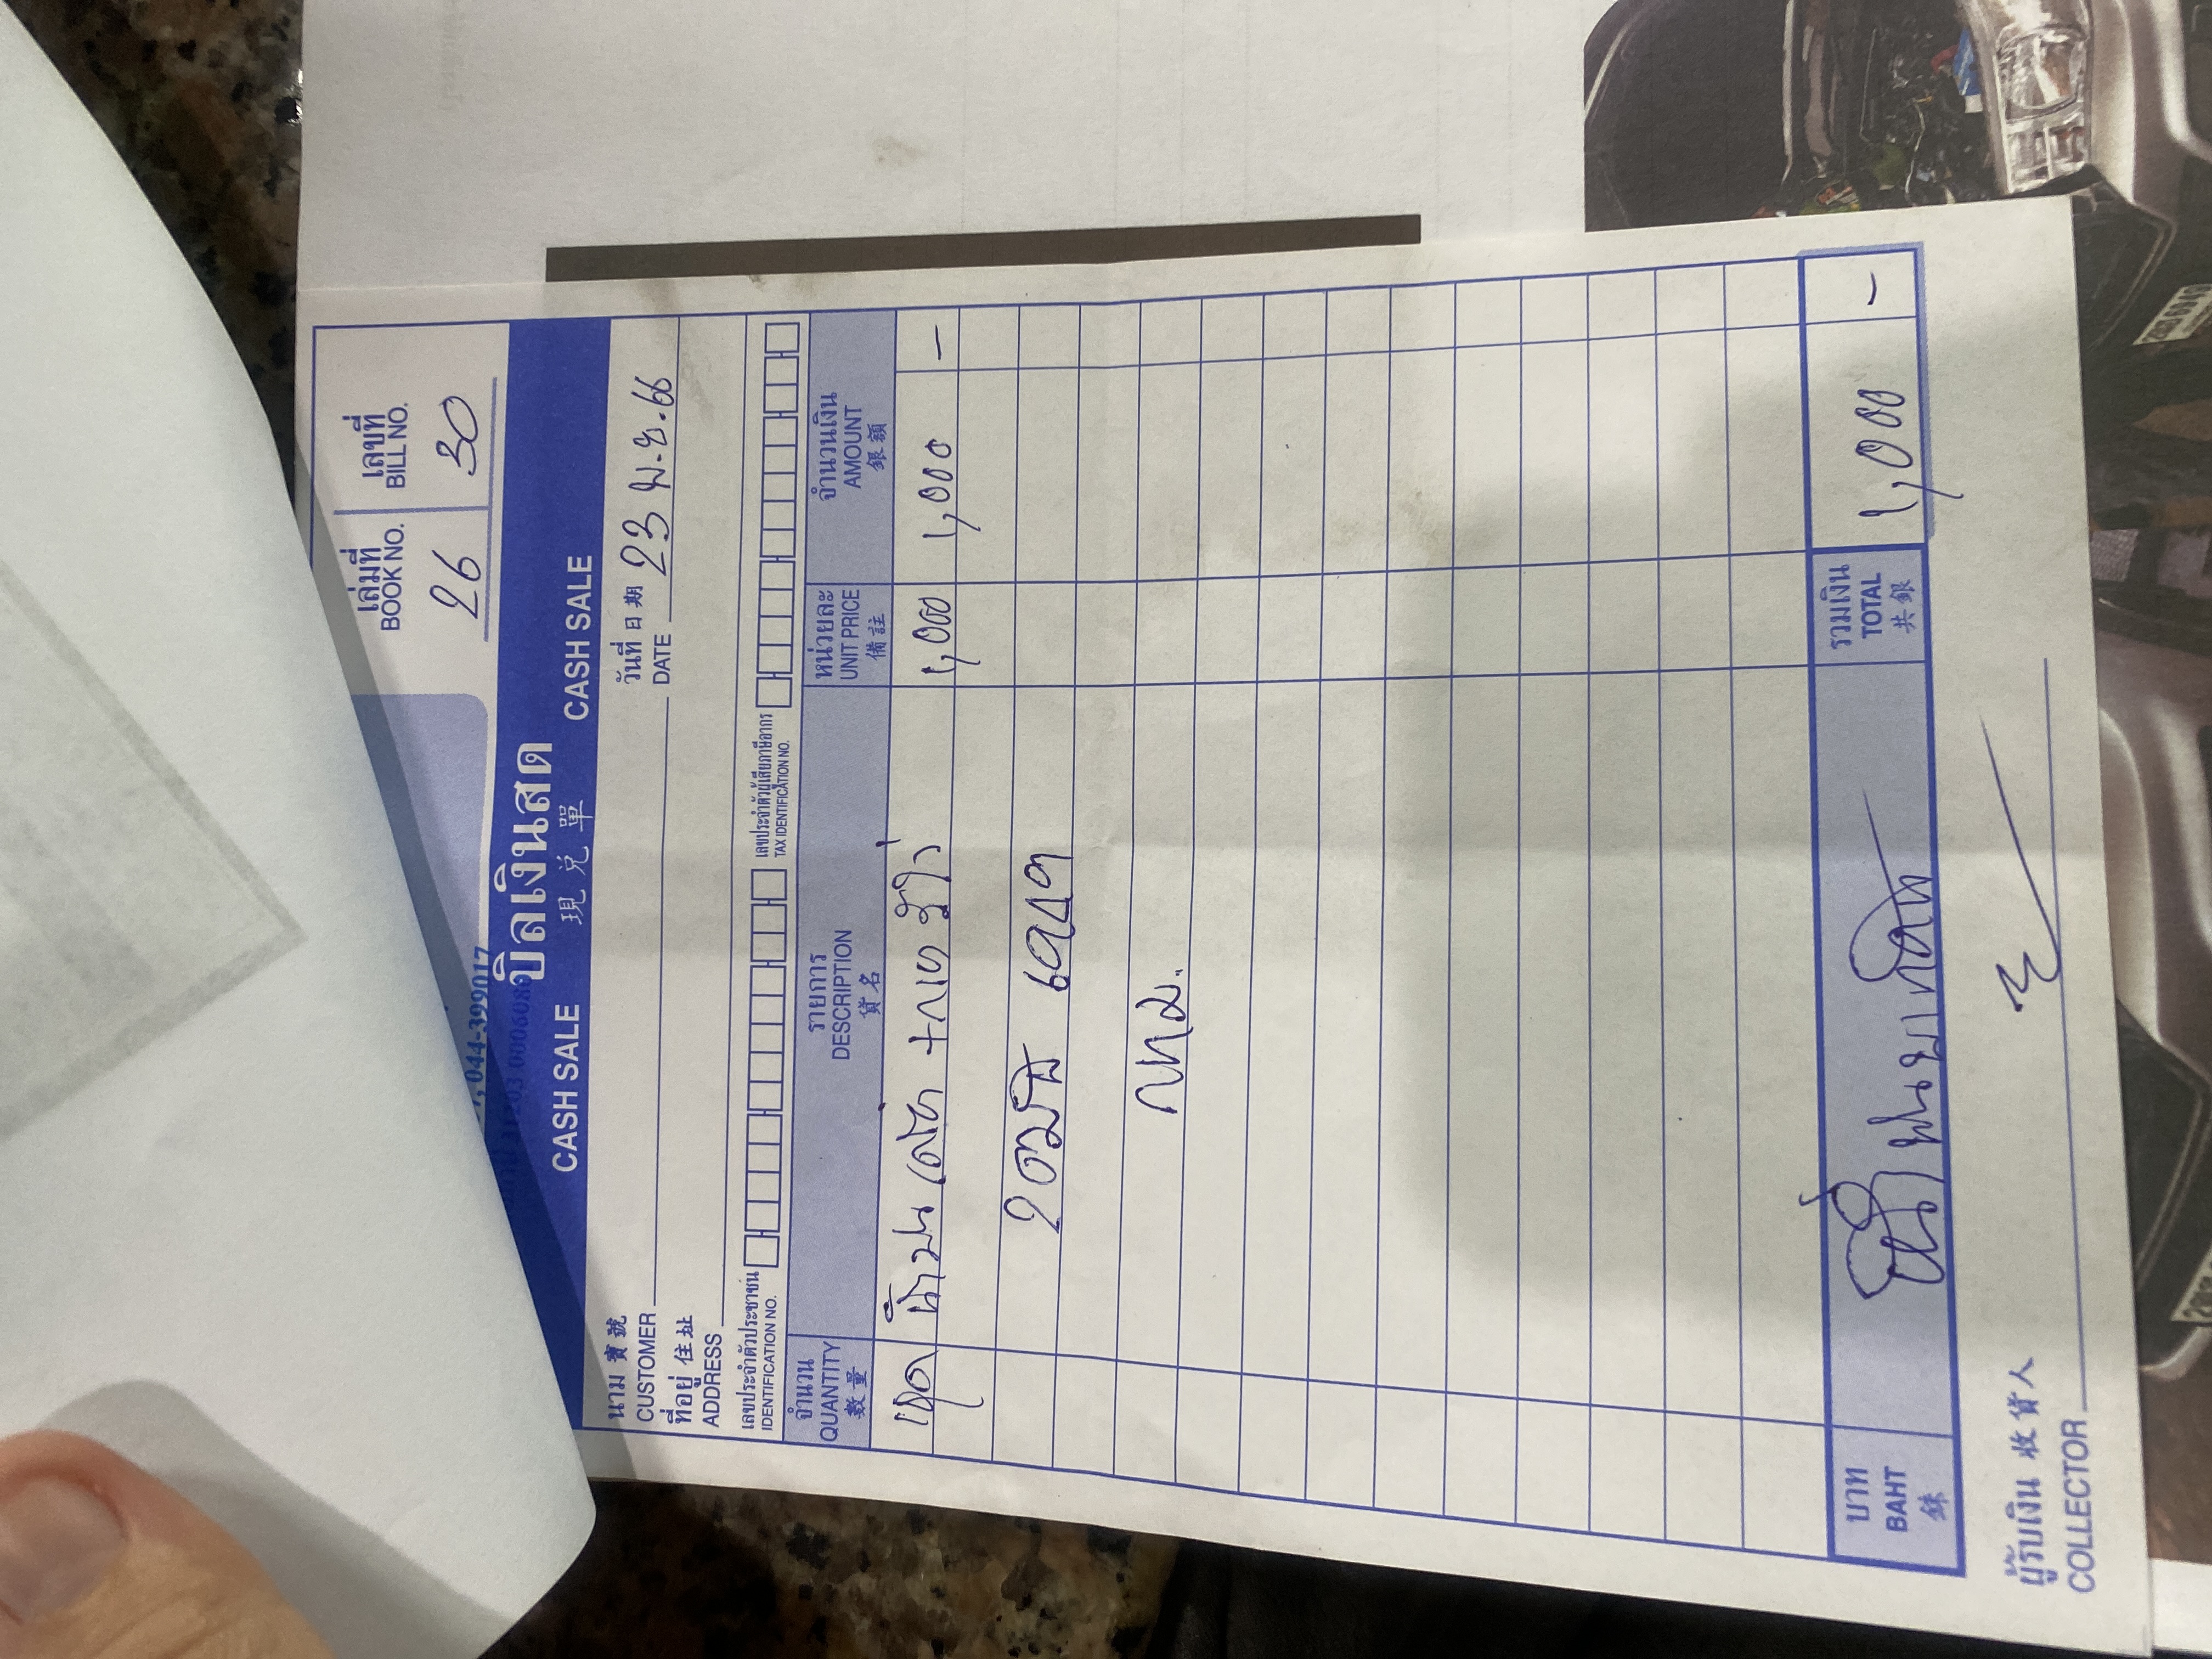 เล่มที่ เลขที่
BOOK NO. BILL NO.
26 30
044-399017
บิลเงินสด
CASH SALE 現兌單 CASH SALE
นาม 寶號
CUSTOMER
วันที่ 日期
DATE 23 พ.ย. 66
ที่อยู่ 住址
ADDRESS
เลขประจำตัวประชาชน
IDENTIFICATION NO.
เลขประจำตัวผู้เสียภาษีอากร
TAX IDENTIFICATION NO.
จำนวน รายการ หน่วยละ จำนวนเงิน
QUANTITY DESCRIPTION UNIT PRICE AMOUNT
數量 貨名 備註 銀額
1,000 1,000 -
กทม.
บาท รวมเงิน
BAHT TOTAL 1,000 -
銖 共銀
ผู้รับเงิน 收貨人
COLLECTOR